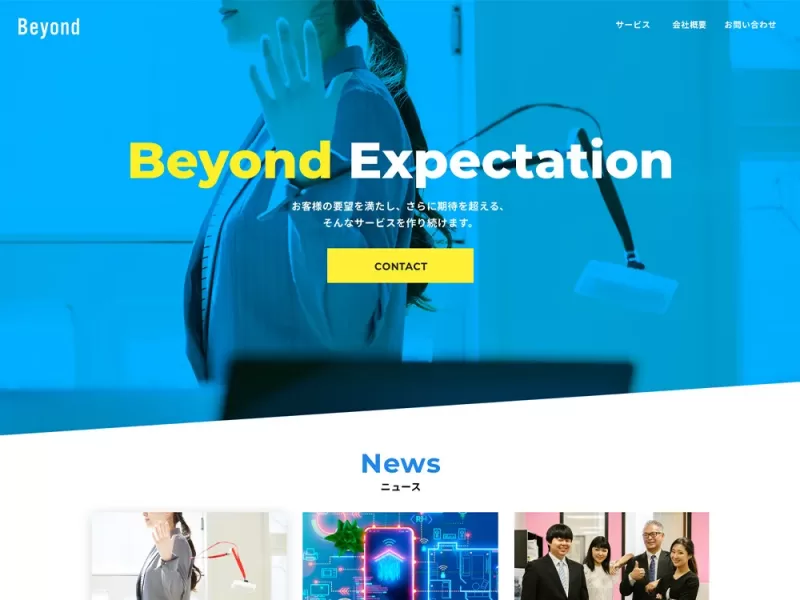 Beyond
サービス 会社概要 お問い合わせ
Beyond Expectation
お客様の要望を満たし、さらに期待を超える、
そんなサービスを作り続けます。
CONTACT
News
ニュース